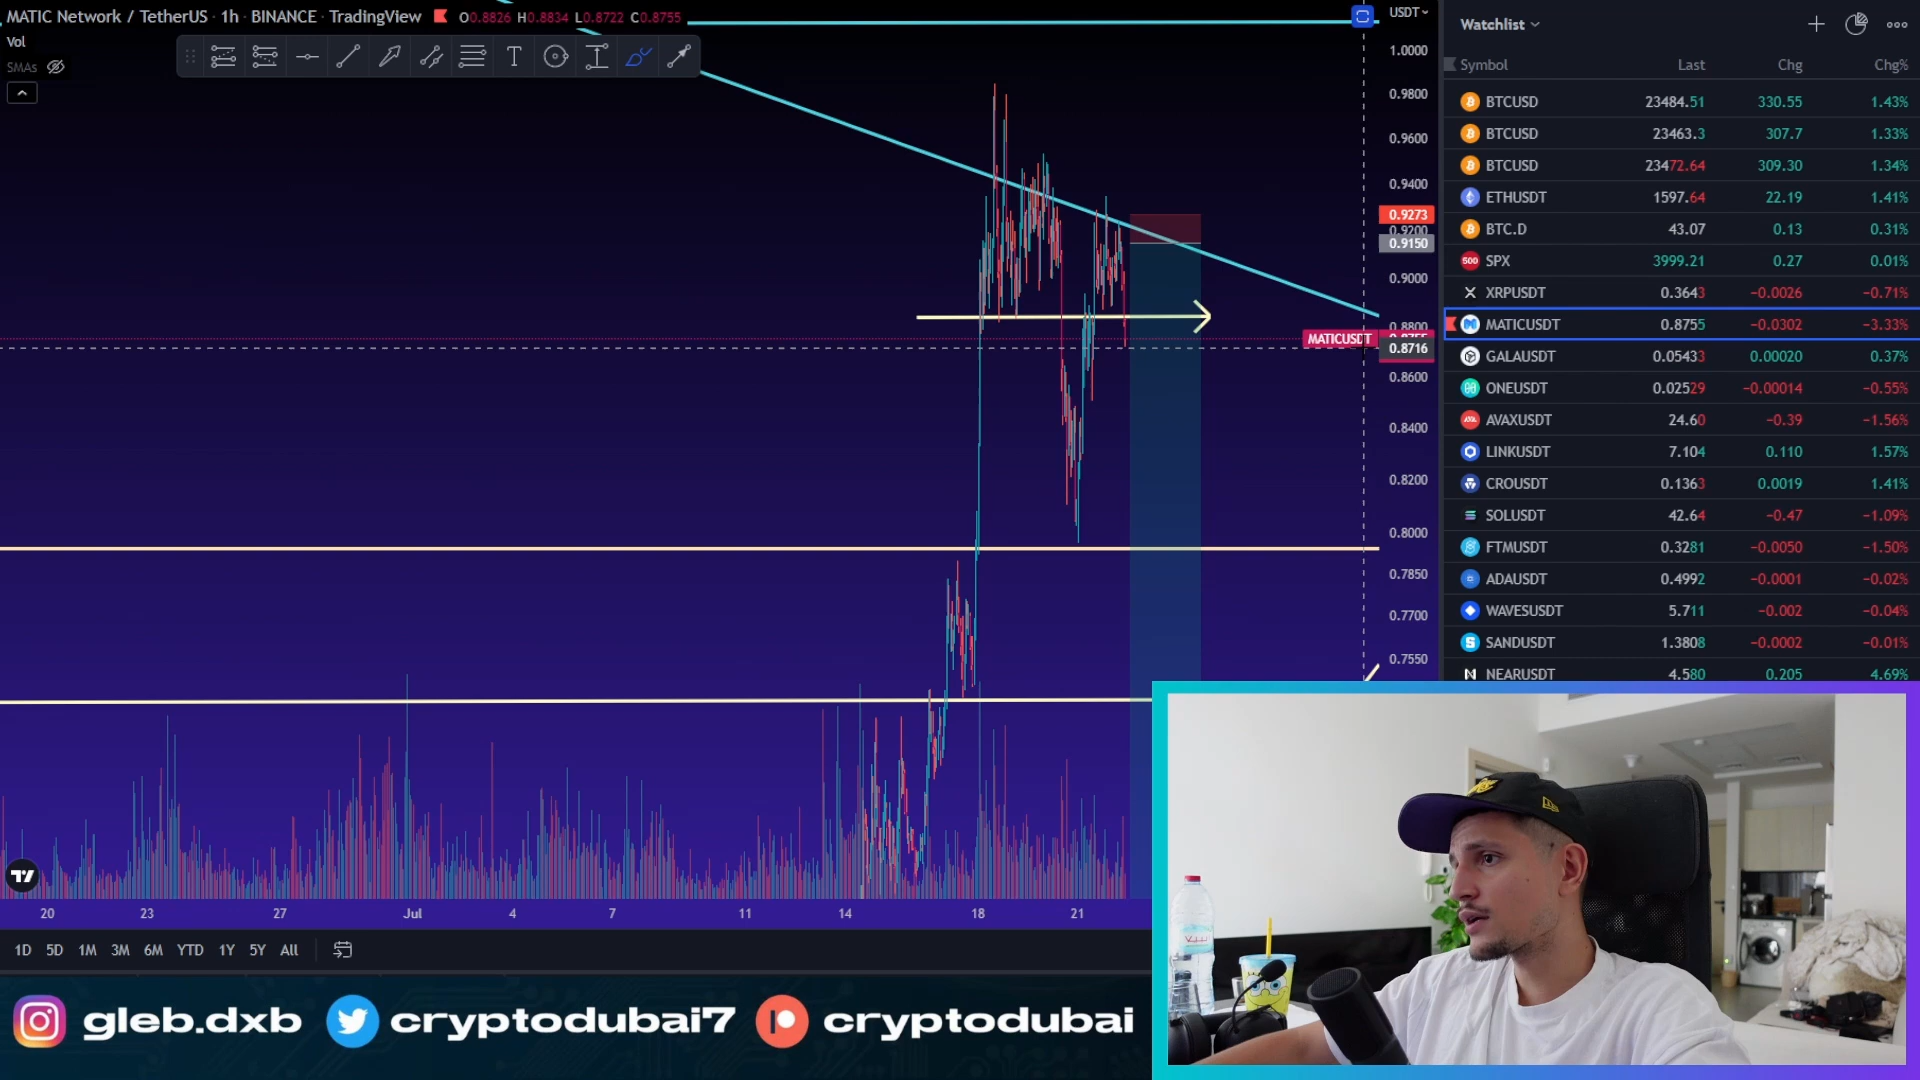 MATIC Network / TetherUS · 1h · BINANCE · TradingView O0.8826 H0.8834 L0.8722 C0.8755
Vol
SMAs
USDT
1.0000
0.9800
0.9600
0.9400
0.9273
0.9200
0.9150
0.9000
0.8800
MATICUSDT
0.8716
0.8600
0.8400
0.8200
0.8000
0.7850
0.7700
0.7550
20 23 27 Jul 4 7 11 14 18 21
1D 5D 1M 3M 6M YTD 1Y 5Y All
Watchlist
Symbol Last Chg Chg%
BTCUSD 23484.51 330.55 1.43%
BTCUSD 23463.3 307.7 1.33%
BTCUSD 23472.64 309.30 1.34%
ETHUSDT 1597.64 22.19 1.41%
BTC.D 43.07 0.13 0.31%
500 SPX 3999.21 0.27 0.01%
XRPUSDT 0.3643 −0.0026 −0.71%
MATICUSDT 0.8755 −0.0302 −3.33%
GALAUSDT 0.05433 0.00020 0.37%
ONEUSDT 0.02529 −0.00014 −0.55%
AVAXUSDT 24.60 −0.39 −1.56%
LINKUSDT 7.104 0.110 1.57%
CROUSDT 0.1363 0.0019 1.41%
SOLUSDT 42.64 −0.47 −1.09%
FTMUSDT 0.3281 −0.0050 −1.50%
ADAUSDT 0.4992 −0.0001 −0.02%
WAVESUSDT 5.711 −0.002 −0.04%
SANDUSDT 1.3808 −0.0002 −0.01%
NEARUSDT 4.580 0.205 4.69%
gleb.dxb cryptodubai7 cryptodubai